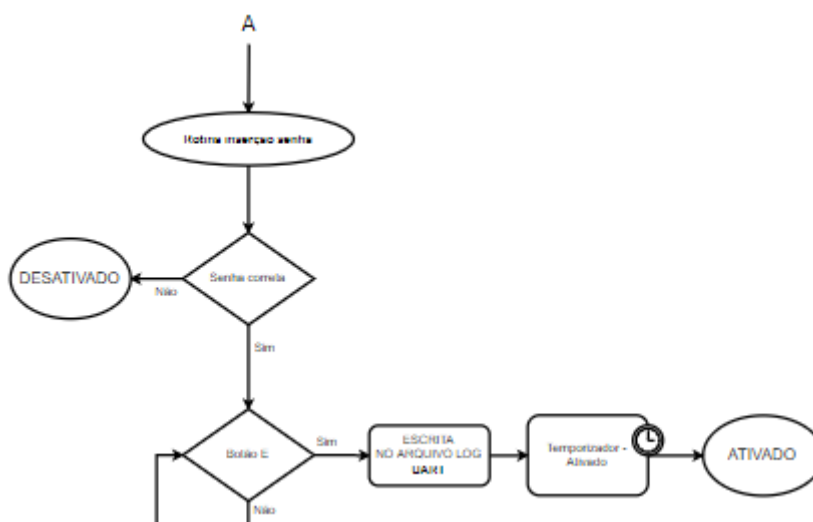 A
Rotina inserção senha
Senha correta
DESATIVADO
Não
Sim
Botão E
Sim
ESCRITA
NO ARQUIVO LOG
UART
Temporizador -
Ativado
ATIVADO
Não